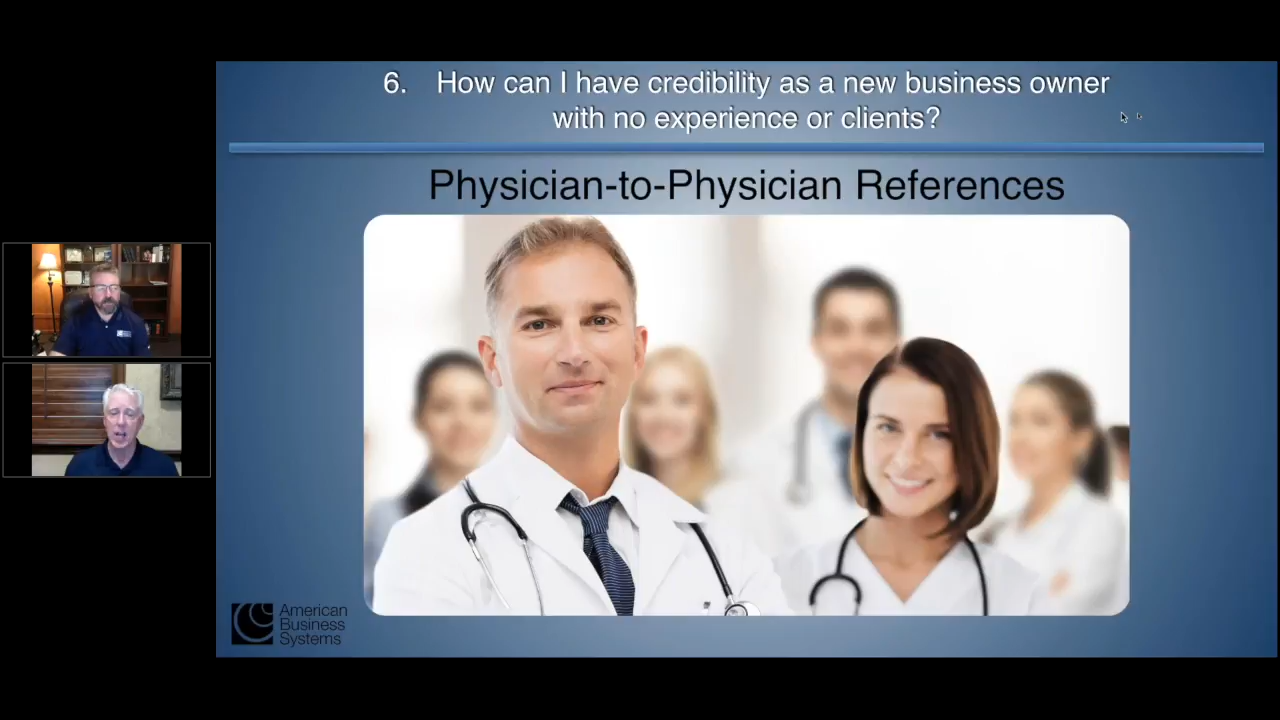 6. How can I have credibility as a new business owner
with no experience or clients?
Physician-to-Physician References
American
Business
Systems